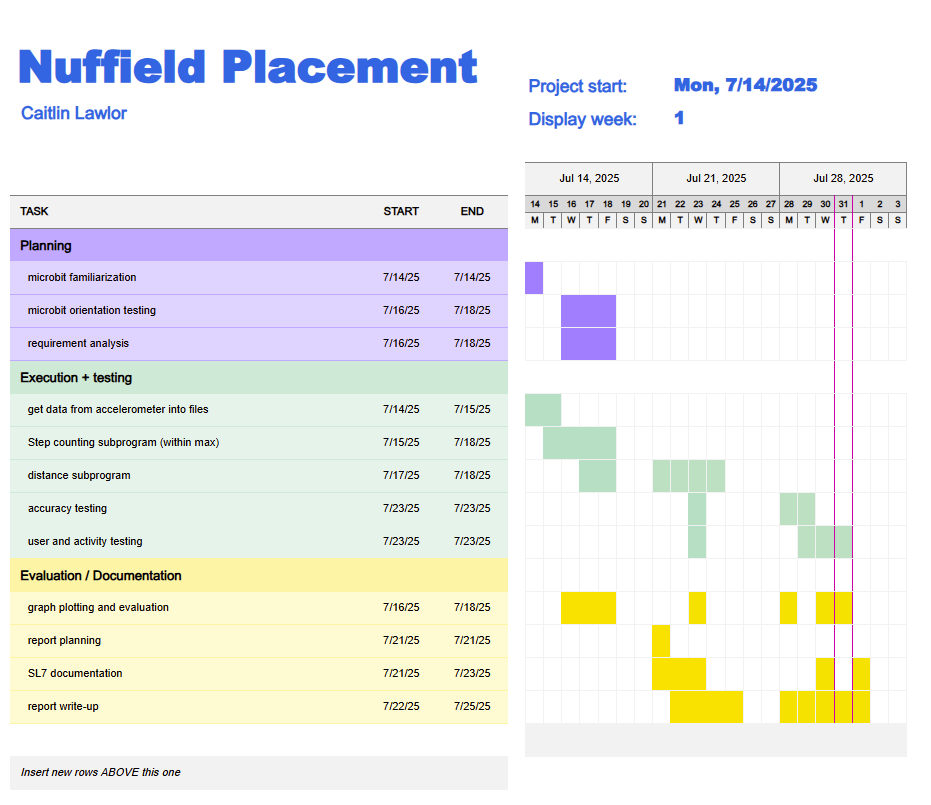 Nuffield Placement
Caitlin Lawlor
Project start: Mon, 7/14/2025
Display week: 1
Jul 14, 2025 Jul 21, 2025 Jul 28, 2025
TASK START END
14 15 16 17 18 19 20 21 22 23 24 25 26 27 28 29 30 31 1 2 3
M T W T F S S M T W T F S S M T W T F S S
Planning
microbit familiarization 7/14/25 7/14/25
microbit orientation testing 7/16/25 7/18/25
requirement analysis 7/16/25 7/18/25
Execution + testing
get data from accelerometer into files 7/14/25 7/15/25
Step counting subprogram (within max) 7/15/25 7/18/25
distance subprogram 7/17/25 7/18/25
accuracy testing 7/23/25 7/23/25
user and activity testing 7/23/25 7/23/25
Evaluation / Documentation
graph plotting and evaluation 7/16/25 7/18/25
report planning 7/21/25 7/21/25
SL7 documentation 7/21/25 7/23/25
report write-up 7/22/25 7/25/25
Insert new rows ABOVE this one